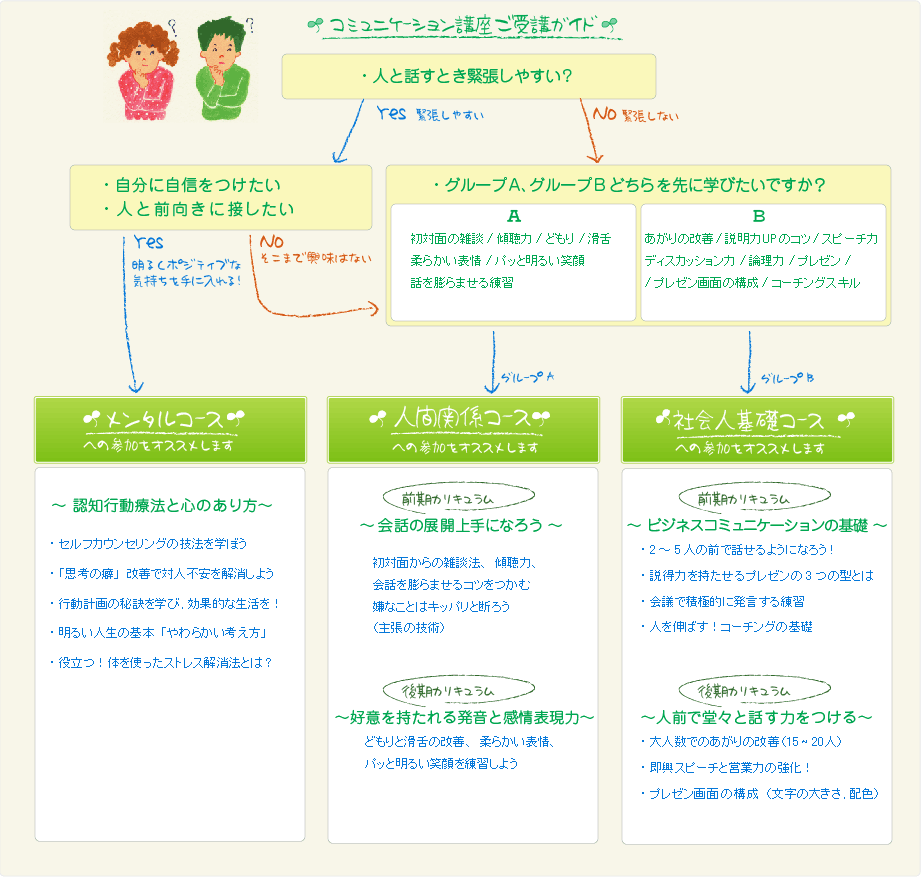 コミュニケーション講座ご受講ガイド
・人と話すとき緊張しやすい？
Yes 緊張しやすい
No 緊張しない
・自分に自信をつけたい
・人と前向きに接したい
・グループA、グループBどちらを先に学びたいですか？
A
初対面の雑談/傾聴力/どもり/滑舌
柔らかい表情/パッと明るい笑顔
話を膨らませる練習
B
あがりの改善/説明力UPのコツ/スピーチ力
ディスカッション力/論理力/プレゼン/
/プレゼン画面の構成/コーチングスキル
Yes
明るくポジティブな
気持ちを手に入れる！
No
そこまで興味はない
グループA
グループB
メンタルコース
への参加をオススメします
～ 認知行動療法と心のあり方～
・セルフカウンセリングの技法を学ぼう
・「思考の癖」改善で対人不安を解消しよう
・行動計画の秘訣を学び,効果的な生活を！
・明るい人生の基本「やわらかい考え方」
・役立つ！体を使ったストレス解消法とは？
人間関係コース
への参加をオススメします
前期カリキュラム
～会話の展開上手になろう ～
初対面からの雑談法、傾聴力、
会話を膨らませるコツをつかむ
嫌なことはキッパリと断ろう
（主張の技術）
後期カリキュラム
～好意を持たれる発音と感情表現力～
どもりと滑舌の改善、柔らかい表情、
パッと明るい笑顔を練習しよう
社会人基礎コース
への参加をオススメします
前期カリキュラム
～ ビジネスコミュニケーションの基礎 ～
・2～5人の前で話せるようになろう！
・説得力を持たせるプレゼンの3つの型とは
・会議で積極的に発言する練習
・人を伸ばす！コーチングの基礎
後期カリキュラム
～人前で堂々と話す力をつける～
・大人数でのあがりの改善（15～20人）
・即興スピーチと営業力の強化！
・プレゼン画面の構成（文字の大きさ,配色）